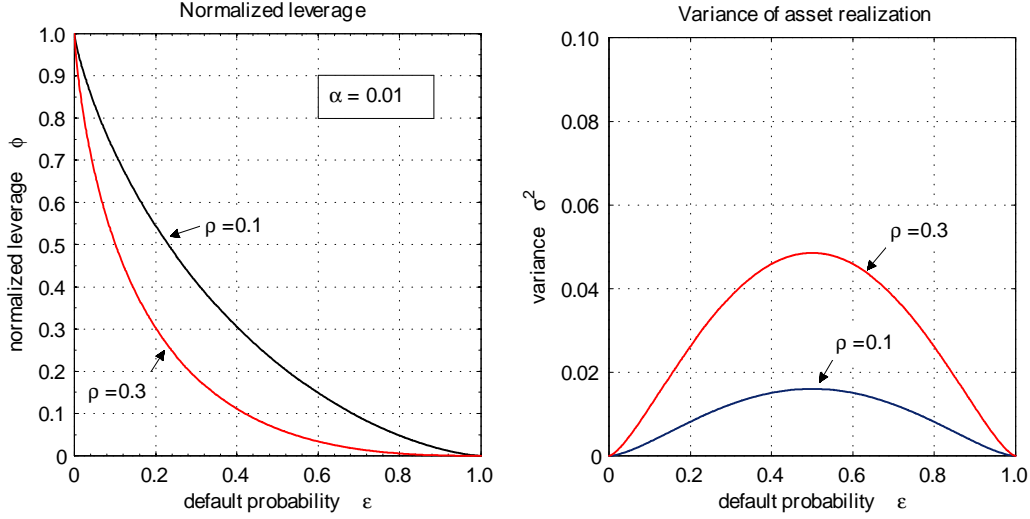 Normalized leverage
normalized leverage ϕ
1.0
0.9
0.8
0.7
0.6
0.5
0.4
0.3
0.2
0.1
0
α = 0.01
ρ =0.1
ρ =0.3
0.2
0.4
0.6
0.8
1.0
default probability ε
Variance of asset realization
variance σ²
0.10
0.08
0.06
0.04
0.02
0
ρ =0.3
ρ =0.1
0.0
0.2
0.4
0.6
0.8
1.0
default probability ε